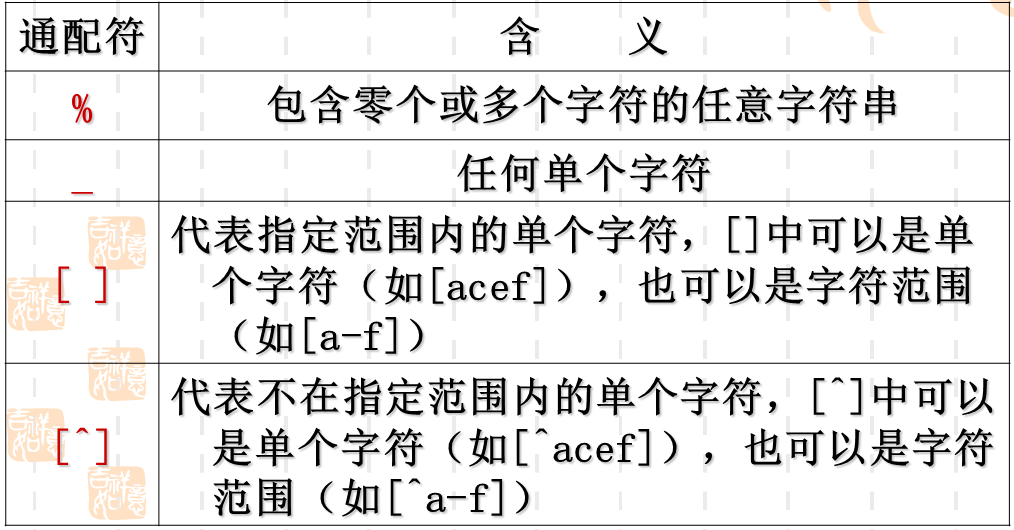 通配符 含 义
% 包含零个或多个字符的任意字符串
_ 任何单个字符
代表指定范围内的单个字符，[]中可以是单
[ ] 个字符（如[acef]），也可以是字符范围
（如[a-f]）
代表不在指定范围内的单个字符，[^]中可以
[^] 是单个字符（如[^acef]），也可以是字符
范围（如[^a-f]）